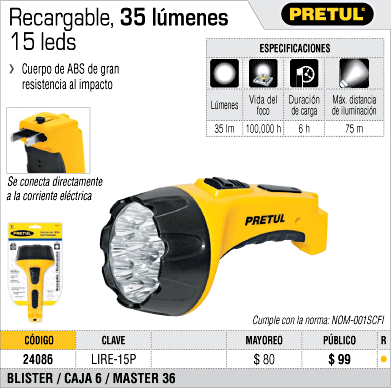 Recargable, 35 lúmenes
15 leds
Cuerpo de ABS de gran
resistencia al impacto
PRETUL®
ESPECIFICACIONES
Lúmenes
Vida del
foco
Duración
de carga
Máx. distancia
de iluminación
35 lm
100,000 h
6 h
75 m
Se conecta directamente
a la corriente eléctrica
PRETUL
PRETUL
Cumple con la norma: NOM-001SCFI
CÓDIGO
CLAVE
MAYOREO
PÚBLICO
R
24086
LIRE-15P
$ 80
$ 99
BLISTER / CAJA 6 / MASTER 36